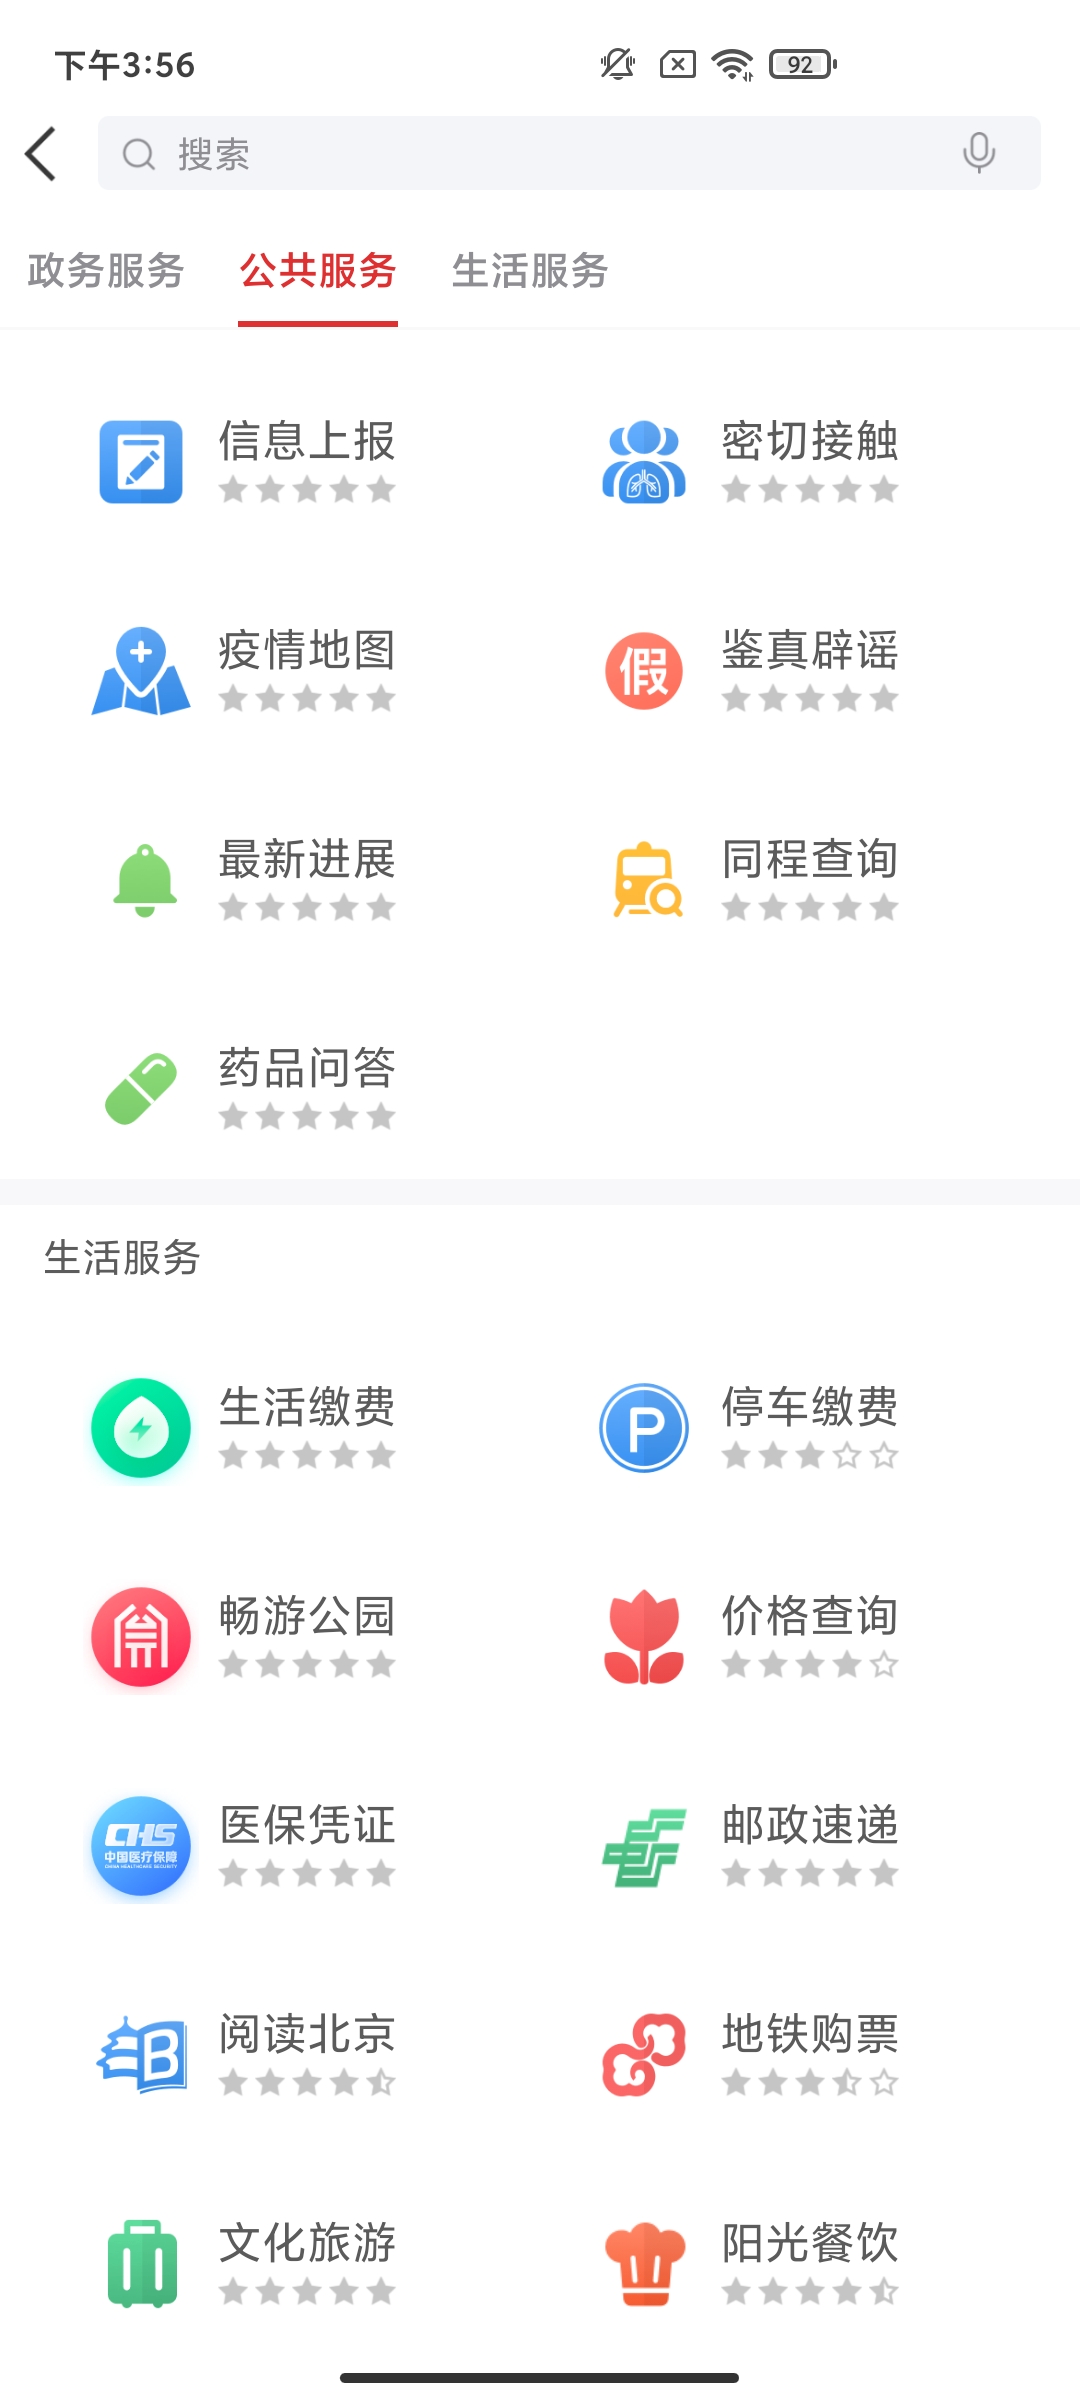 下午3:56
92
搜索
政务服务 公共服务 生活服务
信息上报 密切接触
疫情地图 鉴真辟谣
假
最新进展 同程查询
药品问答
生活服务
生活缴费 停车缴费
P
畅游公园 价格查询
医保凭证 邮政速递
CHS
中国医疗保障
CHINA HEALTHCARE SECURITY
阅读北京 地铁购票
B
文化旅游 阳光餐饮